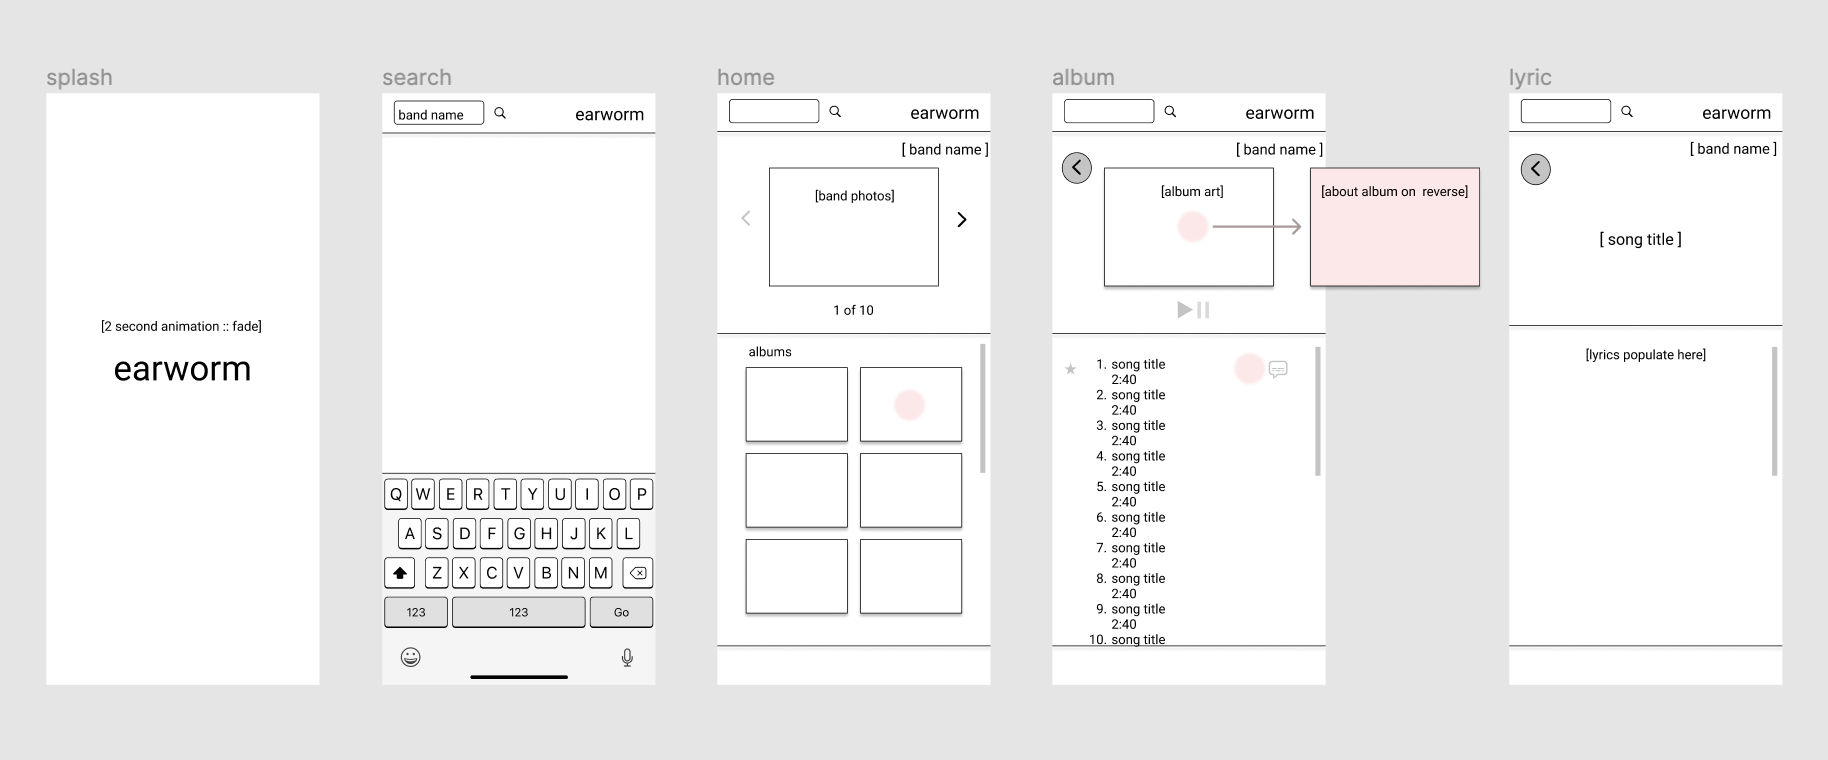 splash
[2 second animation :: fade]
earworm
search
band name
earworm
Q W E R T Y U I O P
A S D F G H J K L
Z X C V B N M
123 123 Go
home
earworm
[ band name ]
[band photos]
1 of 10
albums
album
earworm
[ band name ]
[album art]
[about album on reverse]
1. song title
2:40
2. song title
2:40
3. song title
2:40
4. song title
2:40
5. song title
2:40
6. song title
2:40
7. song title
2:40
8. song title
2:40
9. song title
2:40
10. song title
lyric
earworm
[ band name ]
[ song title ]
[lyrics populate here]